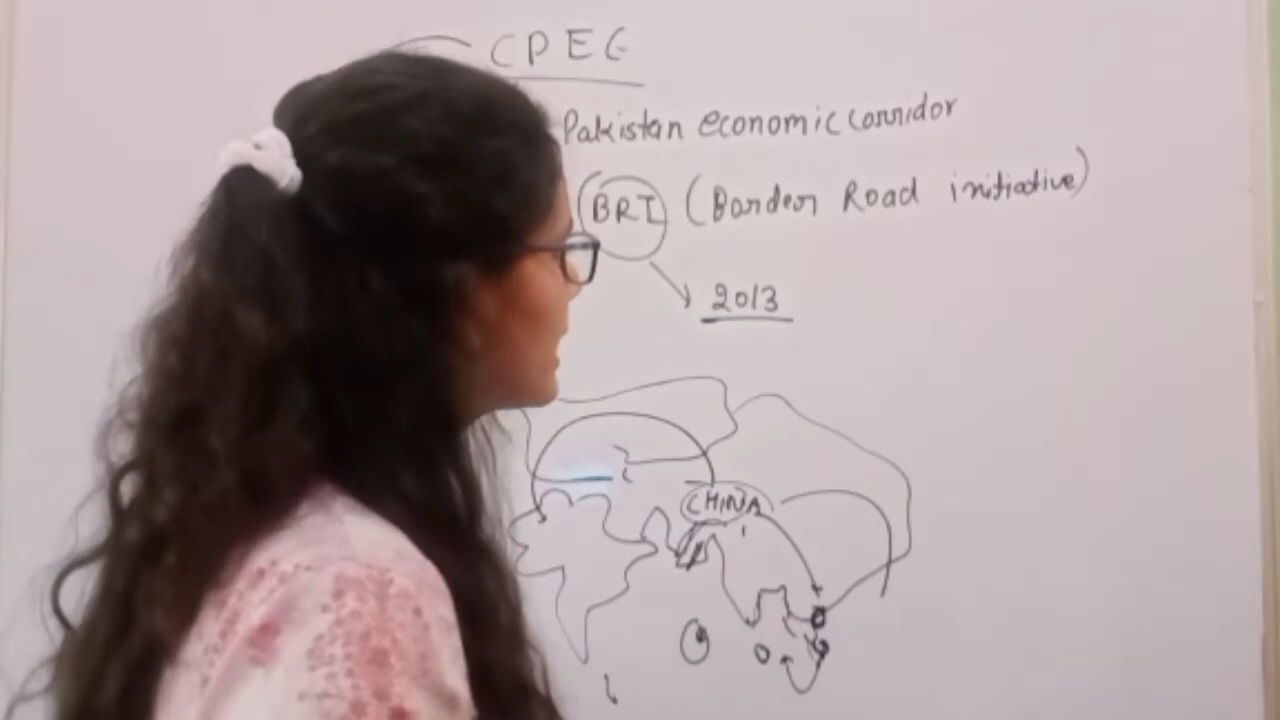 CPEC
Pakistan economic corridor
(BRI (Border Road initiative)
2013
CHINA